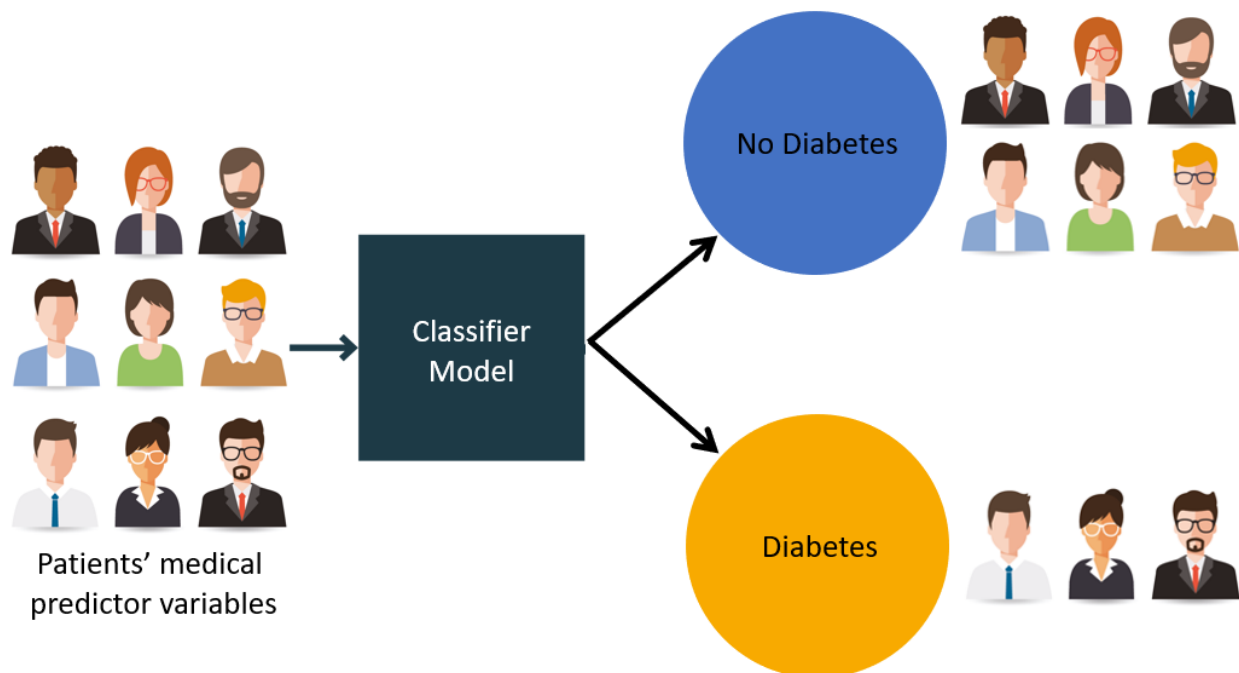 No Diabetes
Classifier
Model
Diabetes
Patients’ medical
predictor variables